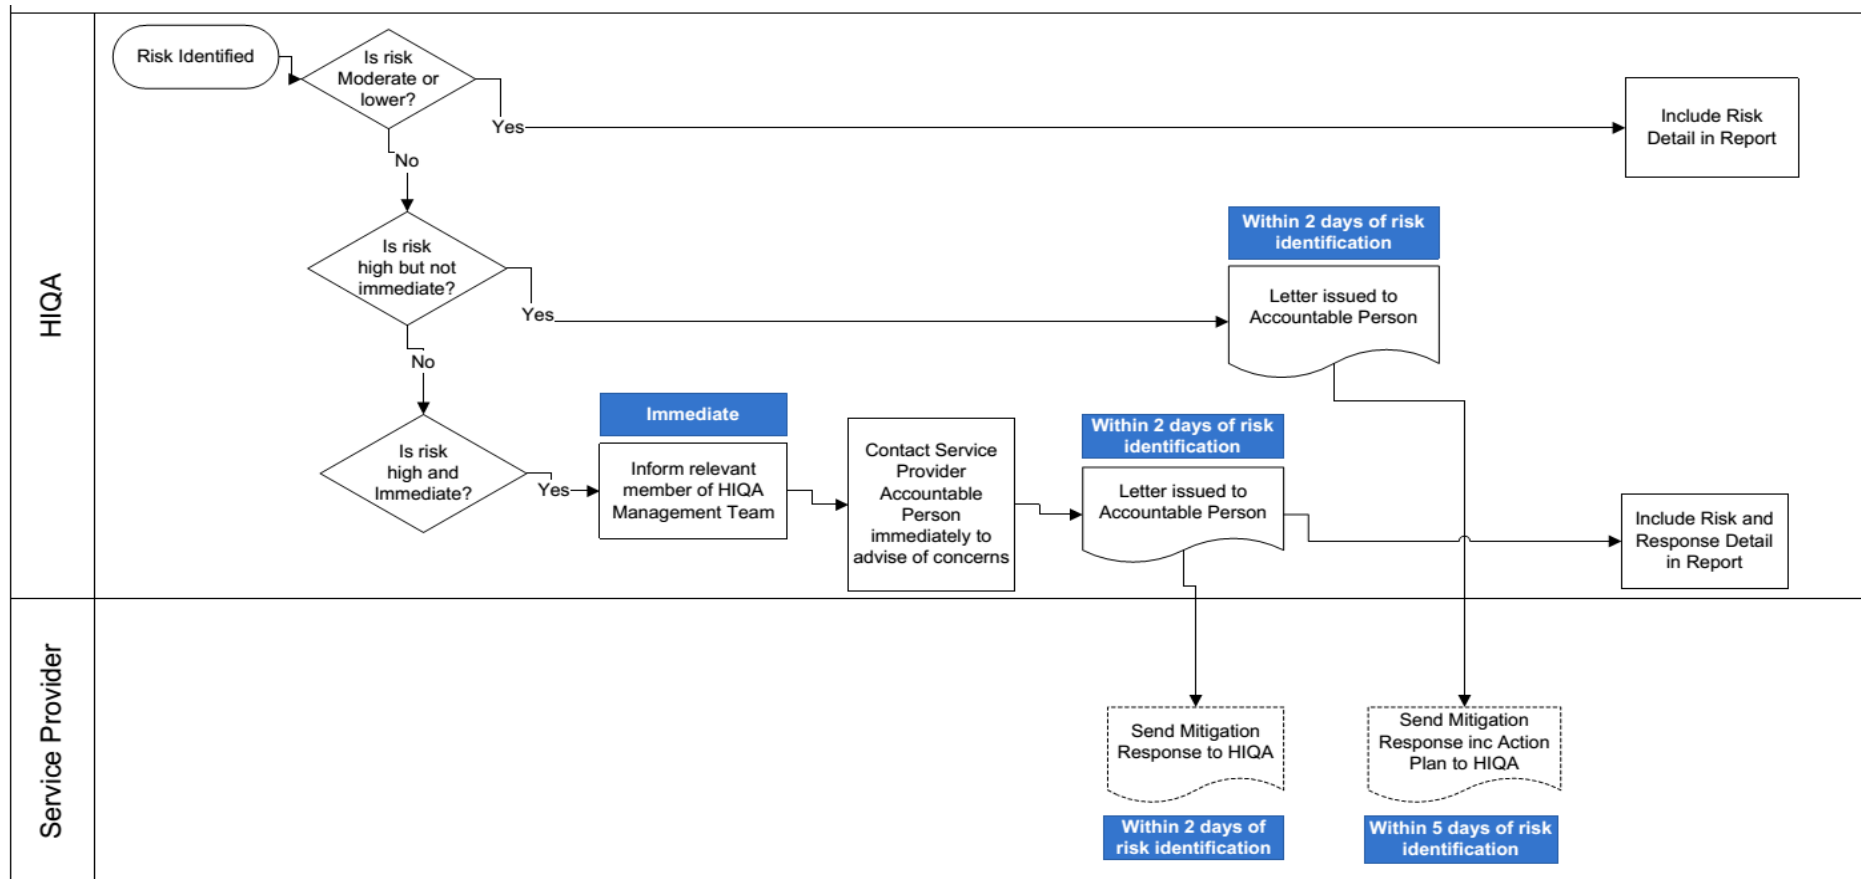 HIQA
Risk Identified
Is risk
Moderate or
lower?
Yes
Include Risk
Detail in Report
No
Is risk
high but not
immediate?
Yes
Within 2 days of risk
identification
Letter issued to
Accountable Person
No
Is risk
high and
Immediate?
Yes
Immediate
Inform relevant
member of HIQA
Management Team
Contact Service
Provider
Accountable
Person
immediately to
advise of concerns
Within 2 days of risk
identification
Letter issued to
Accountable Person
Include Risk and
Response Detail
in Report
Service Provider
Send Mitigation
Response to HIQA
Within 2 days of
risk identification
Send Mitigation
Response inc Action
Plan to HIQA
Within 5 days of risk
identification